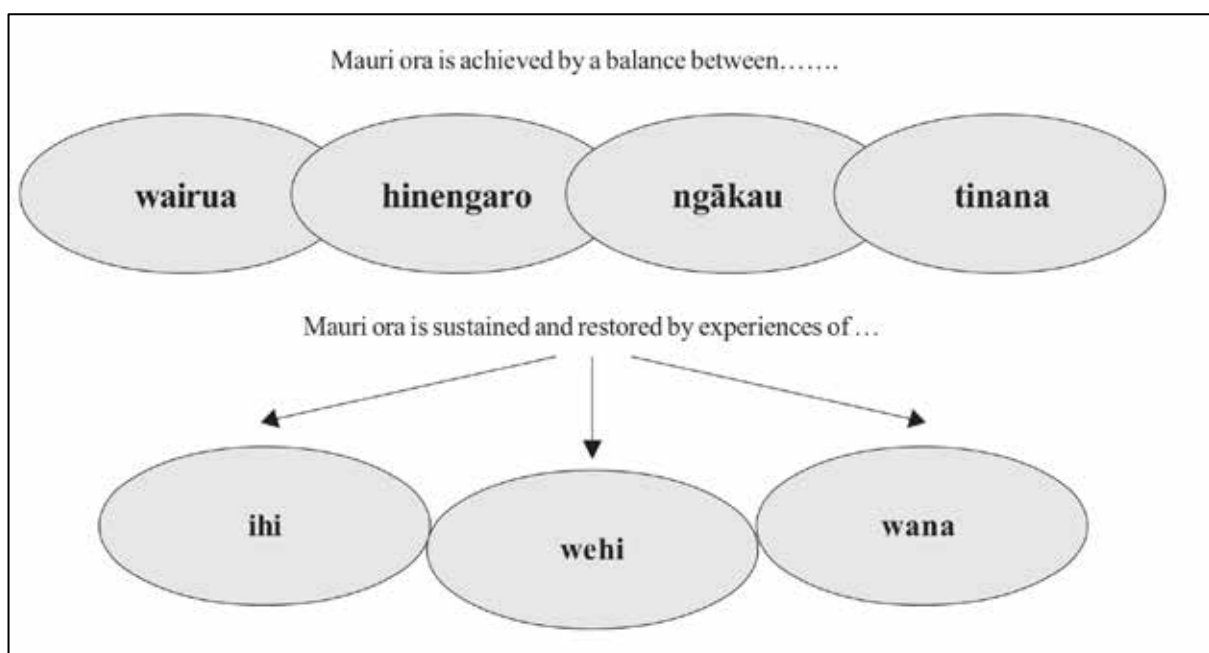 Mauri ora is achieved by a balance between.......
wairua
hinengaro
ngākau
tinana
Mauri ora is sustained and restored by experiences of ...
ihi
wehi
wana